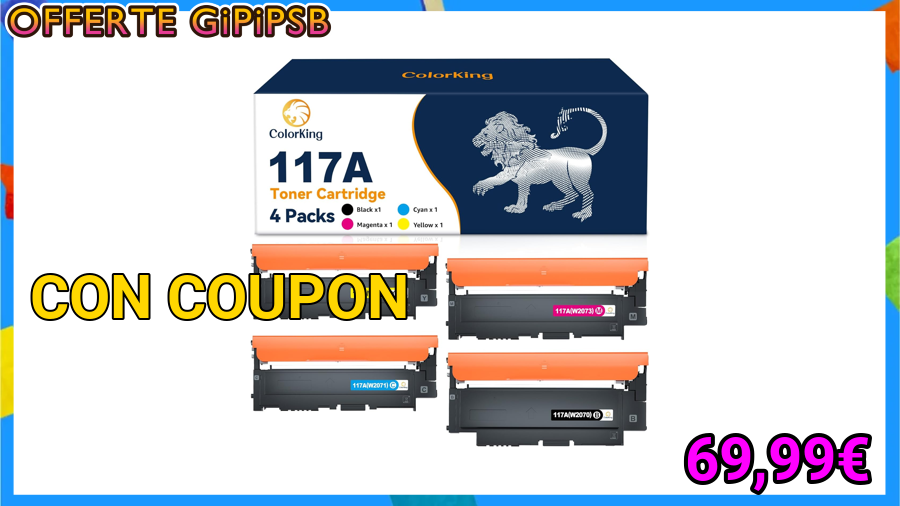 OFFERTE GiPiPSB
ColorKing
ColorKing
117A
Toner Cartridge
4 Packs
Black x1
Cyan x 1
Magenta x 1
Yellow x 1
CON COUPON
Y
117A(W2073) M
M
117A(W2071) C
C
117A(W2070) B
B
69,99€